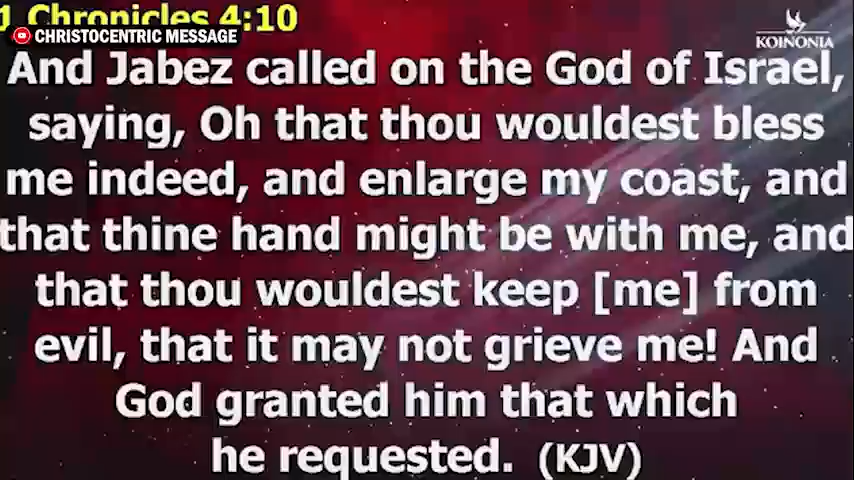 1 Chronicles 4:10
CHRISTOCENTRIC MESSAGE
KOINONIA
And Jabez called on the God of Israel,
saying, Oh that thou wouldest bless
me indeed, and enlarge my coast, and
that thine hand might be with me, and
that thou wouldest keep [me] from
evil, that it may not grieve me! And
God granted him that which
he requested. (KJV)